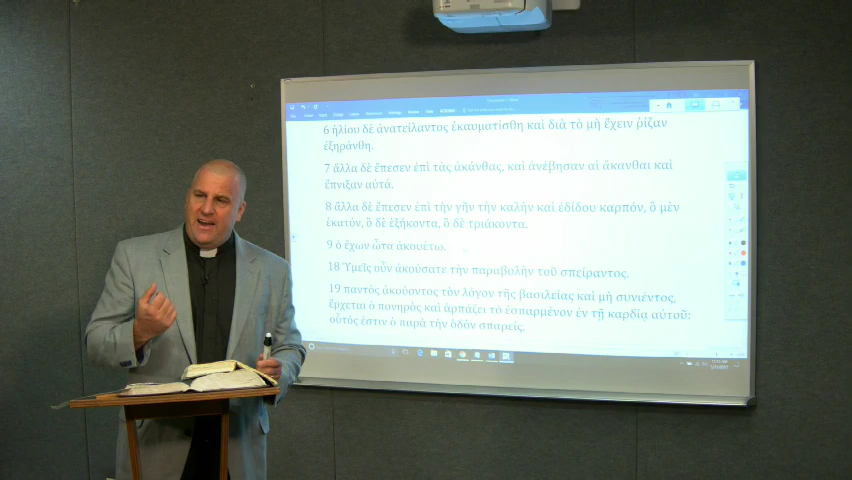 6 ἡλίου δὲ ἀνατείλαντος ἐκαυματίσθη καὶ διὰ τὸ μὴ ἔχειν ῥίζαν
ἐξηράνθη.
7 ἄλλα δὲ ἔπεσεν ἐπὶ τὰς ἀκάνθας, καὶ ἀνέβησαν αἱ ἄκανθαι καὶ
ἔπνιξαν αὐτά.
8 ἄλλα δὲ ἔπεσεν ἐπὶ τὴν γῆν τὴν καλὴν καὶ ἐδίδου καρπόν, ὃ μὲν
ἑκατόν, ὃ δὲ ἑξήκοντα, ὃ δὲ τριάκοντα.
9 ὁ ἔχων ὦτα ἀκουέτω.
18 Ὑμεῖς οὖν ἀκούσατε τὴν παραβολὴν τοῦ σπείραντος.
19 παντὸς ἀκούοντος τὸν λόγον τῆς βασιλείας καὶ μὴ συνιέντος,
ἔρχεται ὁ πονηρὸς καὶ ἁρπάζει τὸ ἐσπαρμένον ἐν τῇ καρδίᾳ αὐτοῦ·
οὗτός ἐστιν ὁ παρὰ τὴν ὁδὸν σπαρείς.